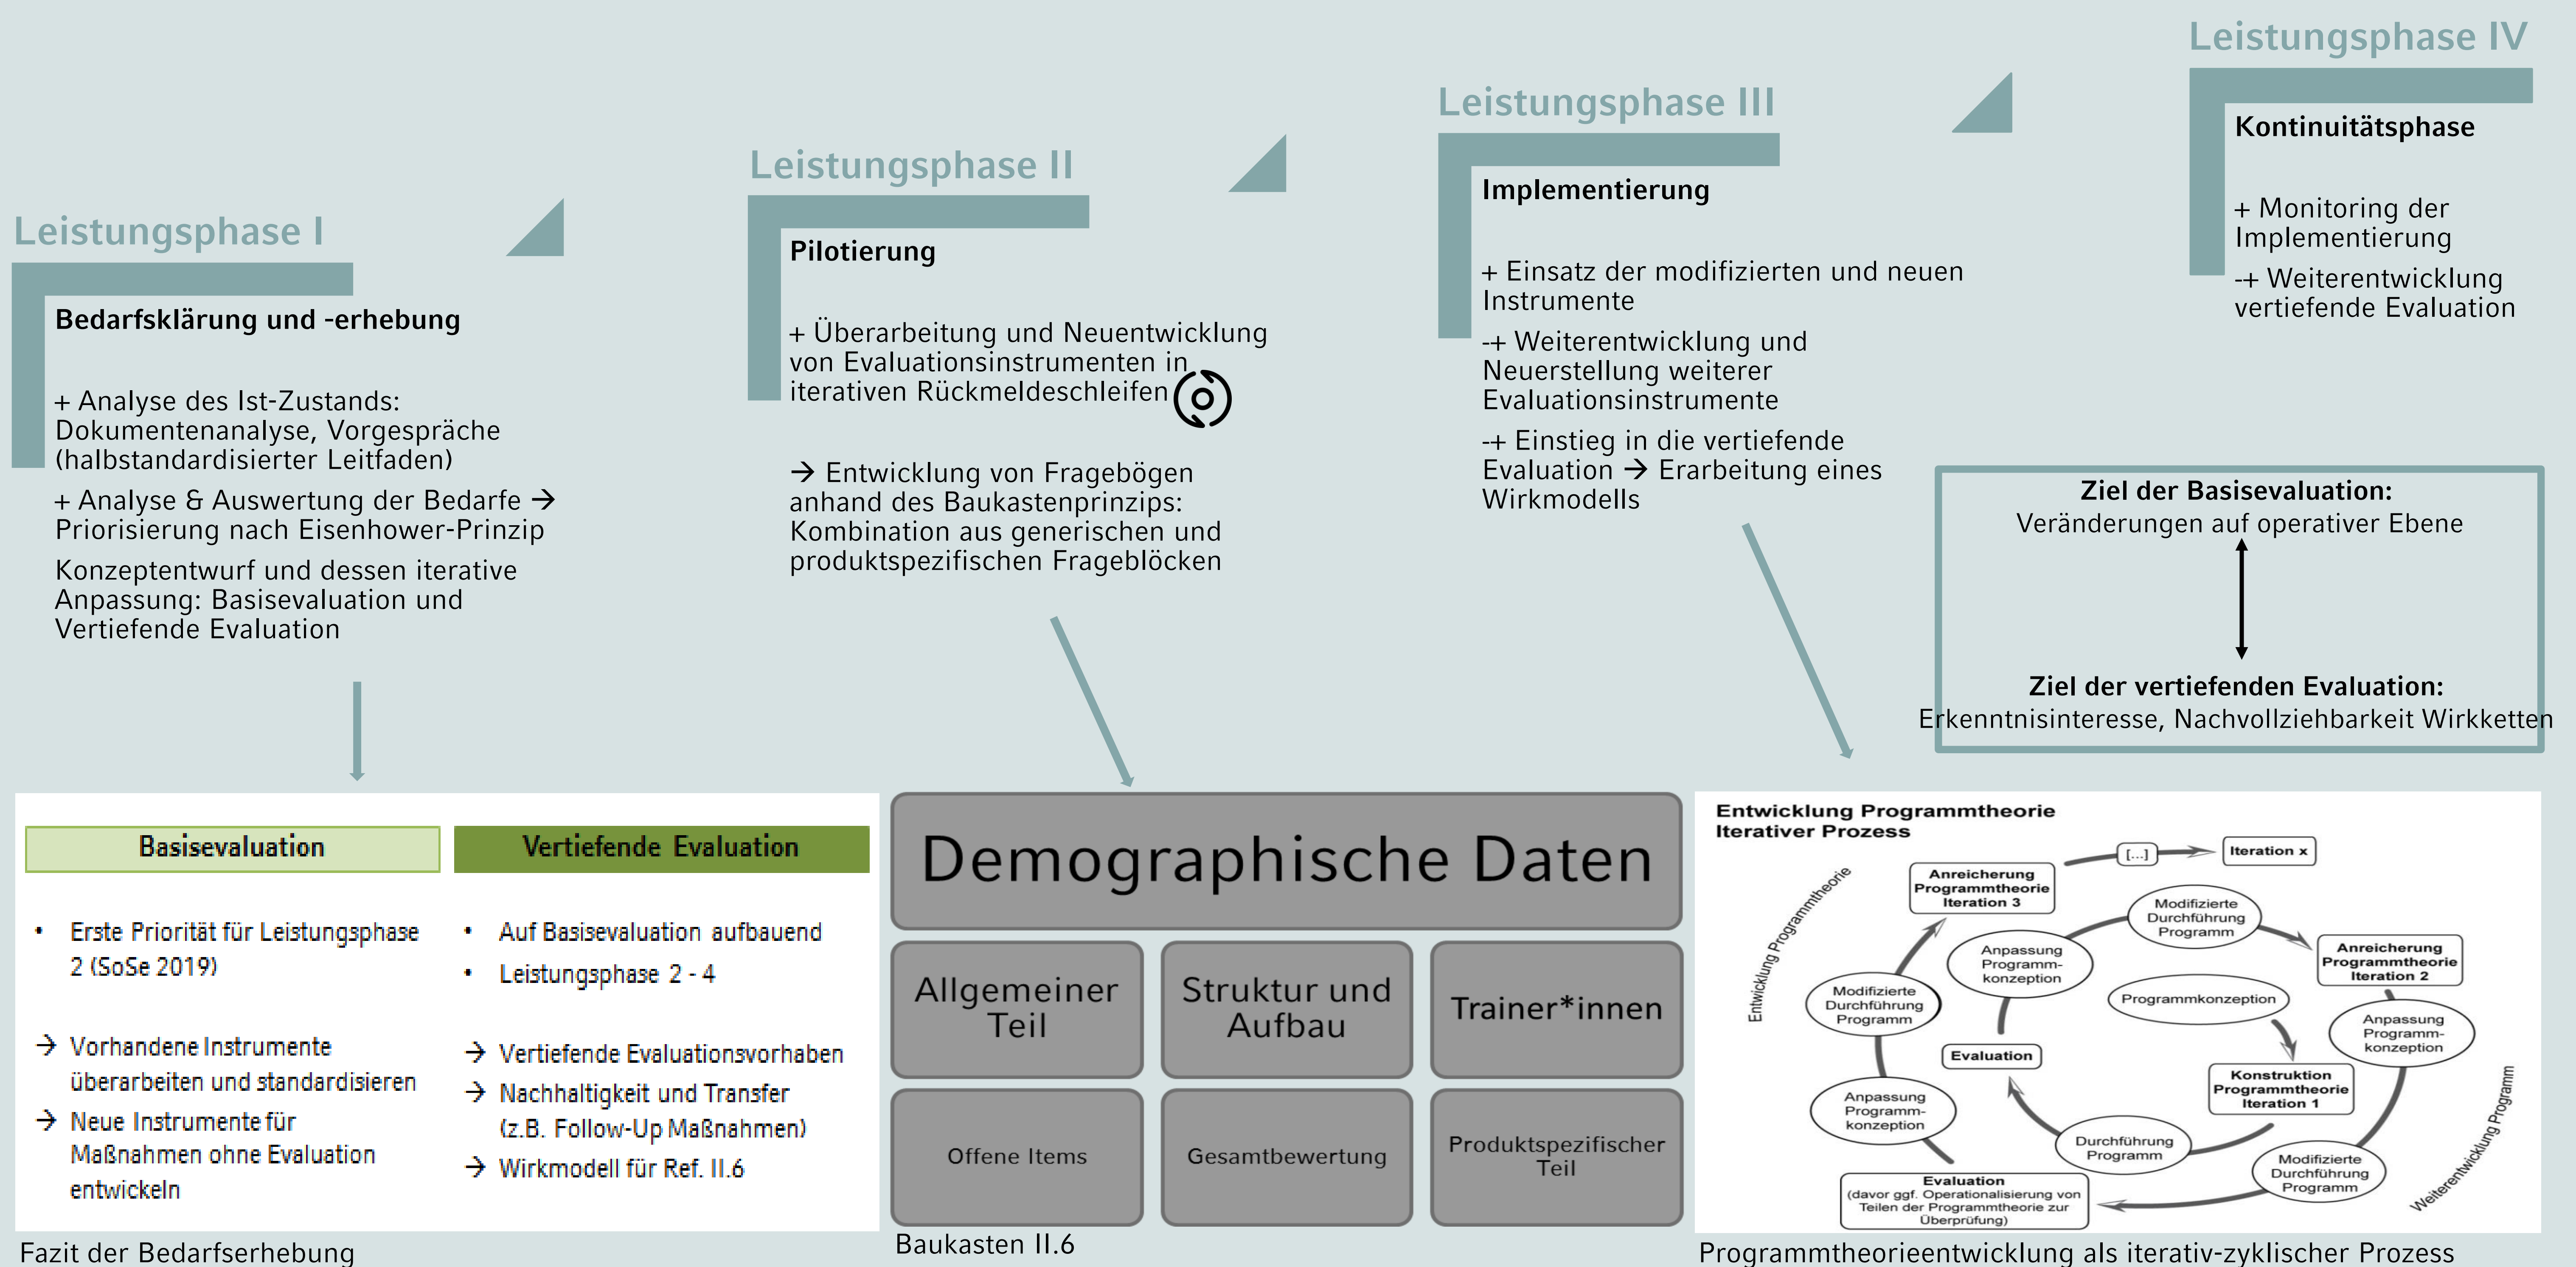 Leistungsphase I
Bedarfsklärung und -erhebung
+ Analyse des Ist-Zustands:
Dokumentenanalyse, Vorgespräche
(halbstandardisierter Leitfaden)
+ Analyse & Auswertung der Bedarfe →
Priorisierung nach Eisenhower-Prinzip
Konzeptentwurf und dessen iterative
Anpassung: Basisevaluation und
Vertiefende Evaluation
Leistungsphase II
Pilotierung
+ Überarbeitung und Neuentwicklung
von Evaluationsinstrumenten in
iterativen Rückmeldeschleifen
→ Entwicklung von Fragebögen
anhand des Baukastenprinzips:
Kombination aus generischen und
produktspezifischen Frageblöcken
Leistungsphase III
Implementierung
+ Einsatz der modifizierten und neuen
Instrumente
-+ Weiterentwicklung und
Neuerstellung weiterer
Evaluationsinstrumente
-+ Einstieg in die vertiefende
Evaluation → Erarbeitung eines
Wirkmodells
Leistungsphase IV
Kontinuitätsphase
+ Monitoring der
Implementierung
-+ Weiterentwicklung
vertiefende Evaluation
Ziel der Basisevaluation:
Veränderungen auf operativer Ebene
Ziel der vertiefenden Evaluation:
Erkenntnisinteresse, Nachvollziehbarkeit Wirkketten
Basisevaluation
• Erste Priorität für Leistungsphase
2 (SoSe 2019)
→ Vorhandene Instrumente
überarbeiten und standardisieren
→ Neue Instrumente für
Maßnahmen ohne Evaluation
entwickeln
Vertiefende Evaluation
• Auf Basisevaluation aufbauend
• Leistungsphase 2 - 4
→ Vertiefende Evaluationsvorhaben
→ Nachhaltigkeit und Transfer
(z.B. Follow-Up Maßnahmen)
→ Wirkmodell für Ref. II.6
Fazit der Bedarfserhebung
Demographische Daten
Allgemeiner
Teil
Struktur und
Aufbau
Trainer*innen
Offene Items
Gesamtbewertung
Produktspezifischer
Teil
Baukasten II.6
Entwicklung Programmtheorie
Iterativer Prozess
Entwicklung Programmtheorie
Anreicherung
Programmtheorie
Iteration 3
[...]
Iteration x
Modifizierte
Durchführung
Programm
Anpassung
Programm-
konzeption
Anreicherung
Programmtheorie
Iteration 2
Modifizierte
Durchführung
Programm
Programmkonzeption
Anpassung
Programm-
konzeption
Evaluation
Konstruktion
Programmtheorie
Iteration 1
Anpassung
Programm-
konzeption
Durchführung
Programm
Modifizierte
Durchführung
Programm
Evaluation
(davor ggf. Operationalisierung von
Teilen der Programmtheorie zur
Überprüfung)
Weiterentwicklung Programm
Programmtheorieentwicklung als iterativ-zyklischer Prozess